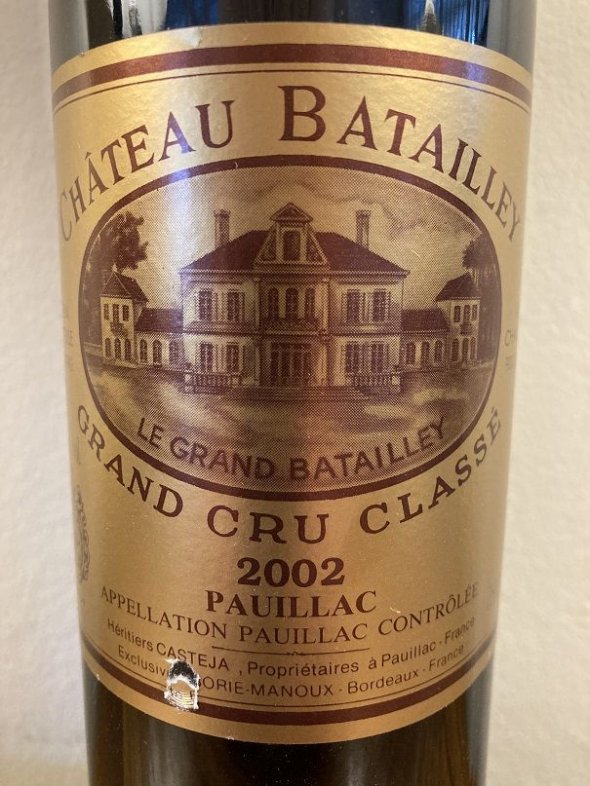 CHÂTEAU BATAILLEY
LE GRAND BATAILLEY
GRAND CRU CLASSÉ
2002
PAUILLAC
APPELLATION PAUILLAC CONTRÔLÉE
Héritiers CASTEJA, Propriétaires à Pauillac - France
ORIE-MANOUX - Bordeaux - France